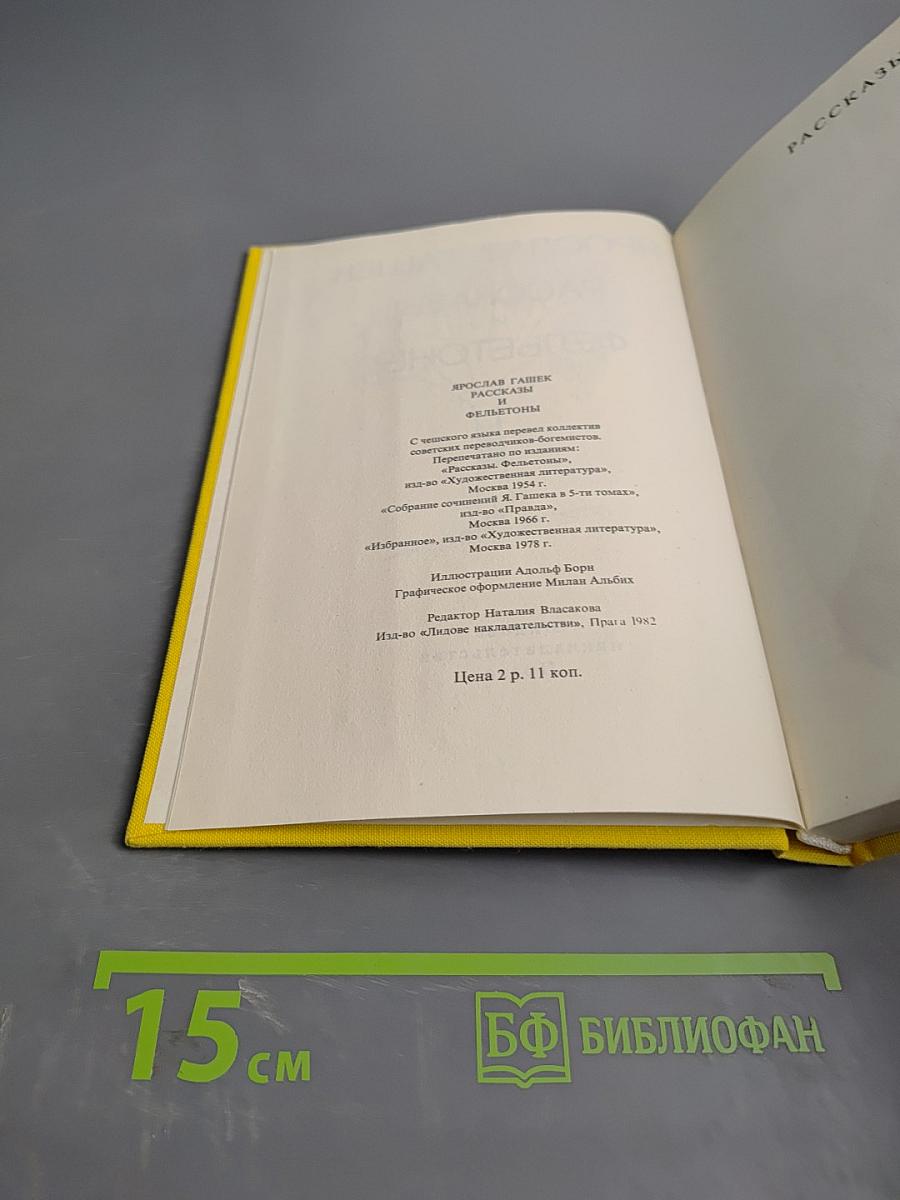 РАССКАЗЫ
ЯРОСЛАВ ГАШЕК
РАССКАЗЫ
И
ФЕЛЬЕТОНЫ
С чешского языка перевел коллектив
советских переводчиков-богемистов.
Перепечатано по изданиям:
«Рассказы. Фельетоны»,
изд-во «Художественная литература»,
Москва 1954 г.
«Собрание сочинений Я. Гашека в 5-ти томах»,
изд-во «Правда»,
Москва 1966 г.
«Избранное», изд-во «Художественная литература»,
Москва 1978 г.
Иллюстрации Адольф Борн
Графическое оформление Милан Альбих
Редактор Наталия Власакова
Изд-во «Лидове накладательстви», Прага 1982
Цена 2 р. 11 коп.
15 см
БФ БИБЛИОФАН